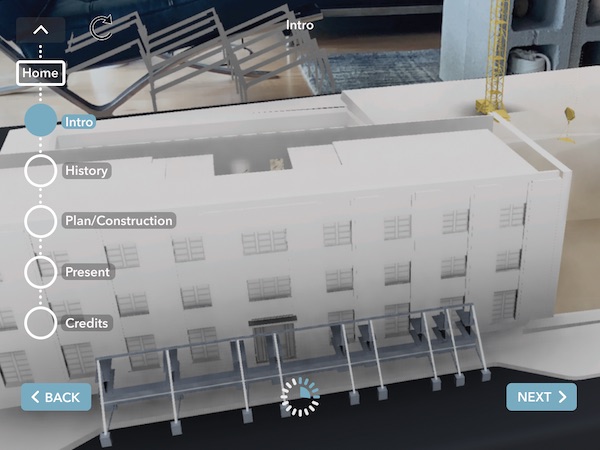 Intro
Home
Intro
History
Plan/Construction
Present
Credits
BACK
NEXT